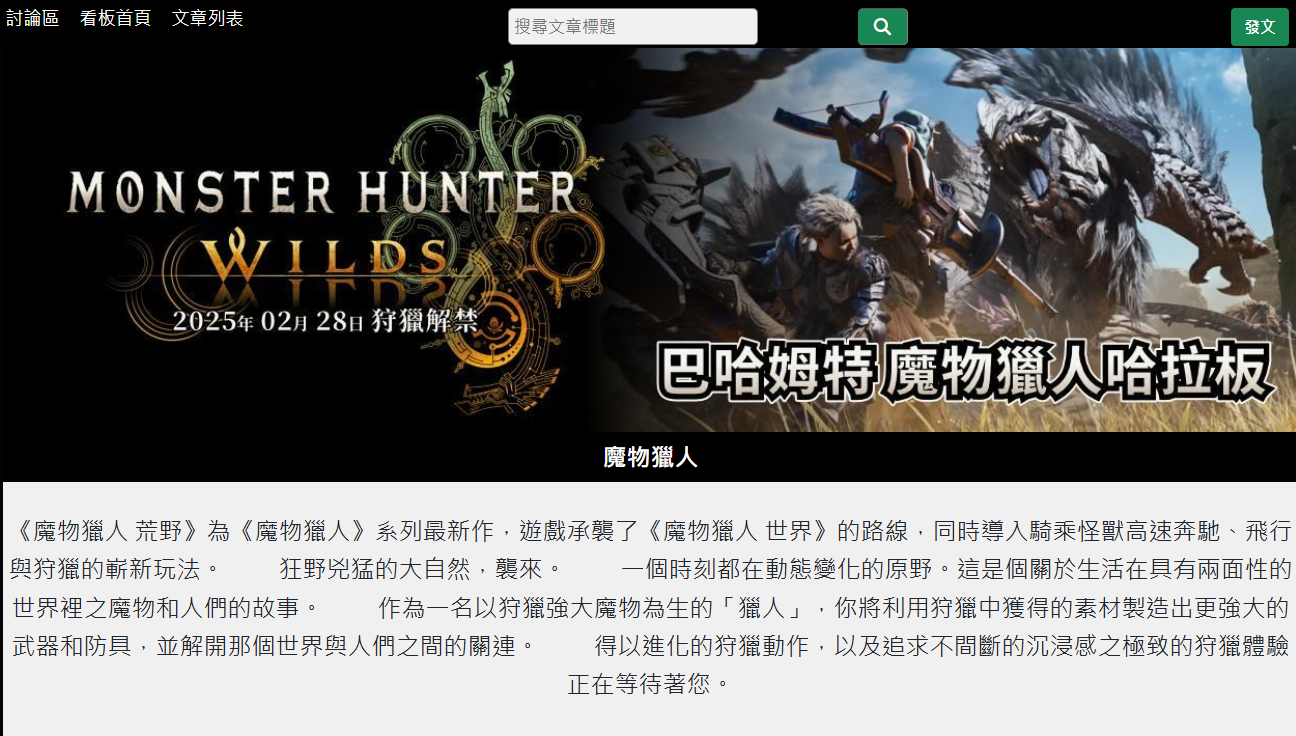 討論區 看板首頁 文章列表 搜尋文章標題 發文
MONSTER HUNTER
WILDS
2025年 02月 28日 狩獵解禁
巴哈姆特 魔物獵人哈拉板
魔物獵人
《魔物獵人 荒野》為《魔物獵人》系列最新作，遊戲承襲了《魔物獵人 世界》的路線，同時導入騎乘怪獸高速奔馳、飛行
與狩獵的嶄新玩法。 狂野兇猛的大自然，襲來。 一個時刻都在動態變化的原野。這是個關於生活在具有兩面性的
世界裡之魔物和人們的故事。 作為一名以狩獵強大魔物為生的「獵人」，你將利用狩獵中獲得的素材製造出更強大的
武器和防具，並解開那個世界與人們之間的關連。 得以進化的狩獵動作，以及追求不間斷的沉浸感之極致的狩獵體驗
正在等待著您。